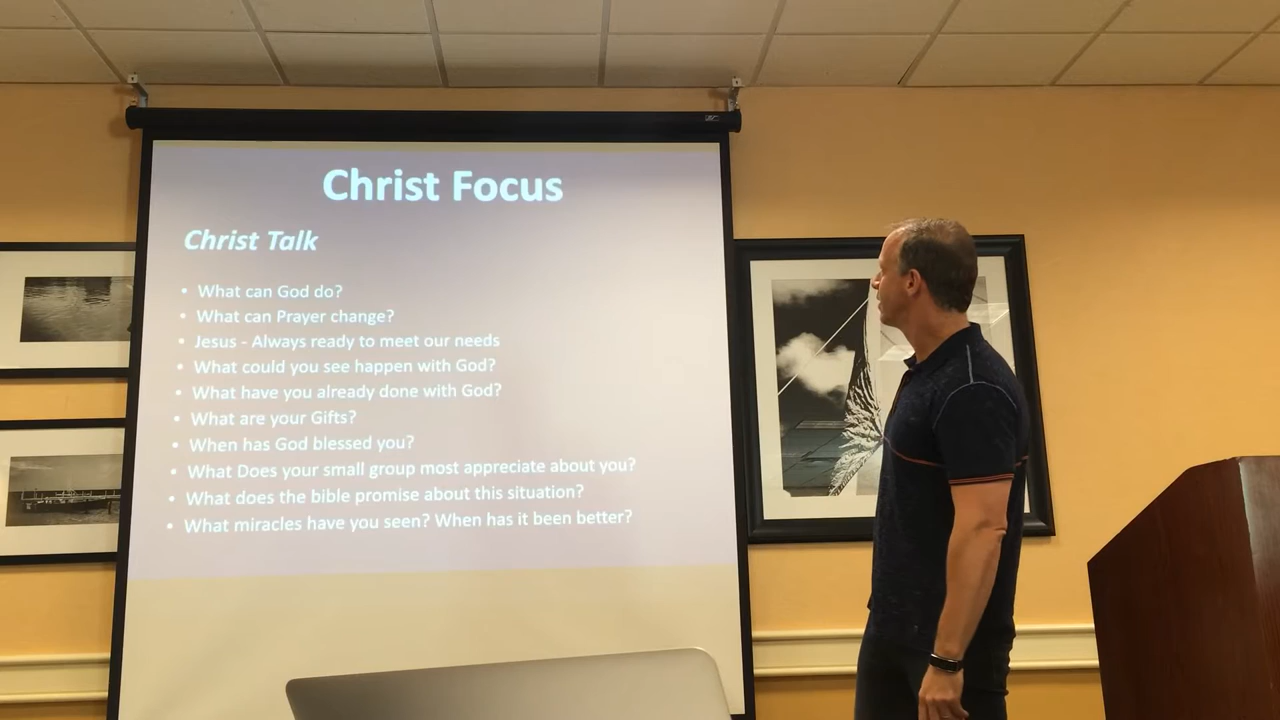 Christ Focus
Christ Talk
• What can God do?
• What can Prayer change?
• Jesus - Always ready to meet our needs
• What could you see happen with God?
• What have you already done with God?
• What are your Gifts?
• When has God blessed you?
• What Does your small group most appreciate about you?
• What does the bible promise about this situation?
• What miracles have you seen? When has it been better?